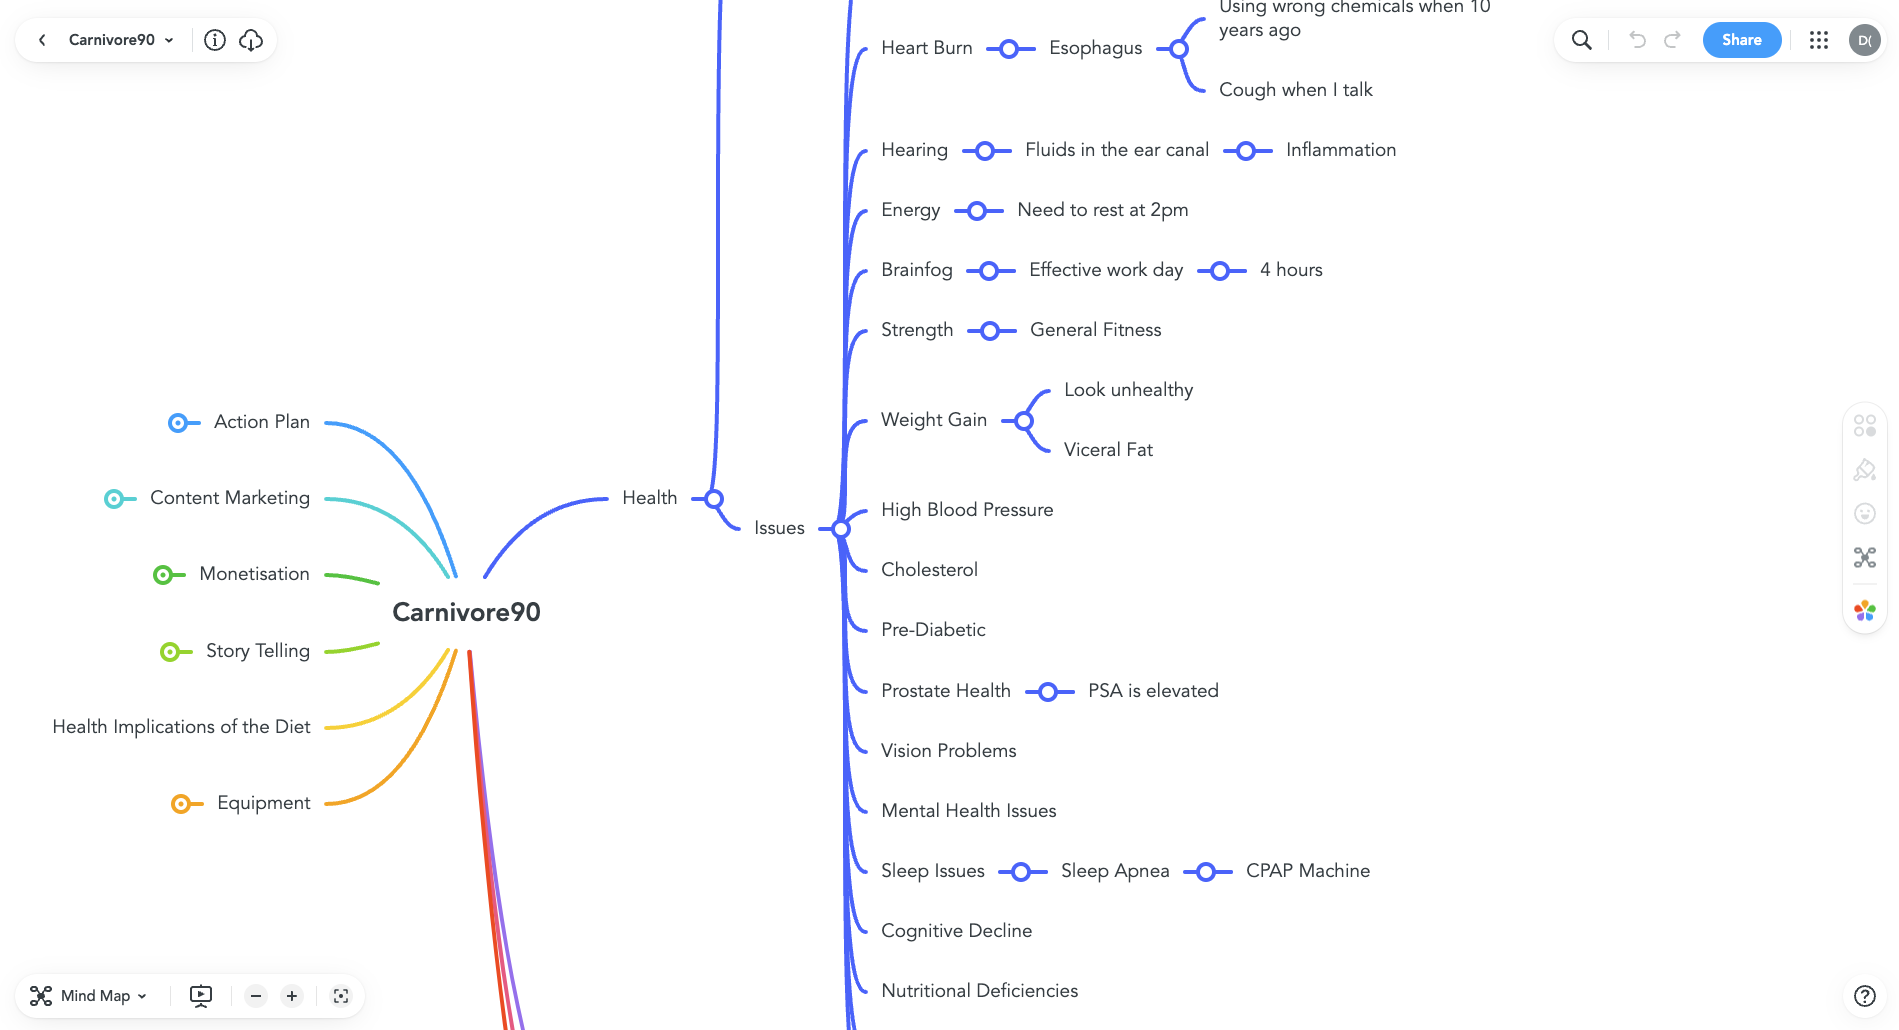 Carnivore90
Share
D(
Using wrong chemicals when 10
years ago
Heart Burn
Esophagus
Cough when I talk
Hearing
Fluids in the ear canal
Inflammation
Energy
Need to rest at 2pm
Brainfog
Effective work day
4 hours
Strength
General Fitness
Look unhealthy
Weight Gain
Viceral Fat
Action Plan
Content Marketing
Health
High Blood Pressure
Issues
Cholesterol
Monetisation
Carnivore90
Pre-Diabetic
Story Telling
Prostate Health
PSA is elevated
Health Implications of the Diet
Vision Problems
Equipment
Mental Health Issues
Sleep Issues
Sleep Apnea
CPAP Machine
Cognitive Decline
Nutritional Deficiencies
Mind Map